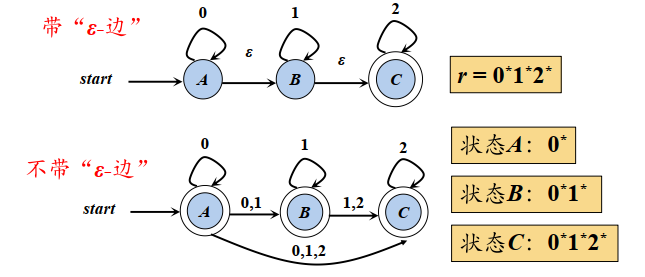 带“ε-边”
0
1
2
ε
ε
start
A
B
C
r = 0*1*2*
不带“ε-边”
0
1
2
start
A
0,1
B
1,2
C
0,1,2
状态A: 0*
状态B: 0*1*
状态C: 0*1*2*